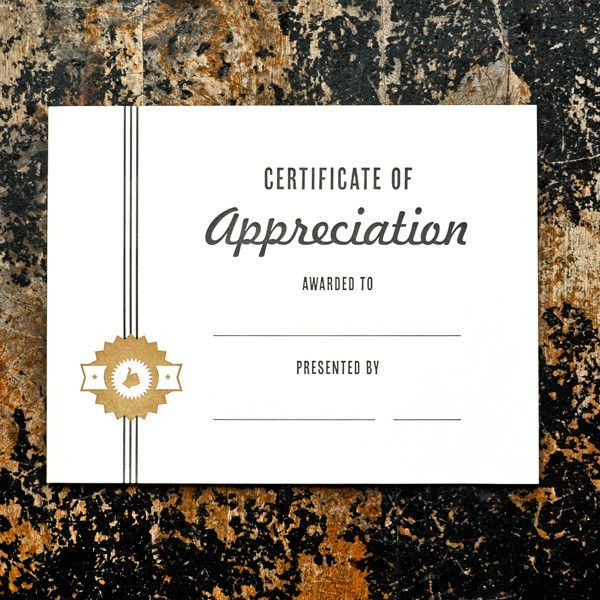 CERTIFICATE OF
Appreciation
AWARDED TO
PRESENTED BY